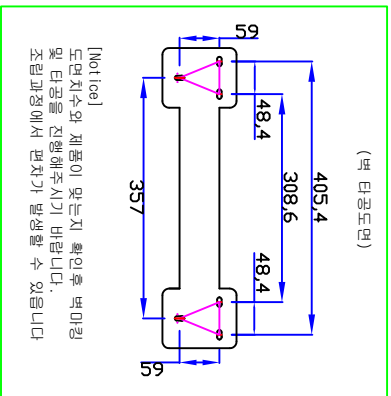 (벽 타공도면)
405,4
308,6
48,4
48,4
59
59
357
[Notice]
도면치수와 제품이 맞는지 확인후 벽마킹
및 타공을 진행해주시기 바랍니다.
조립과정에서 편차가 발생할 수 있습니다